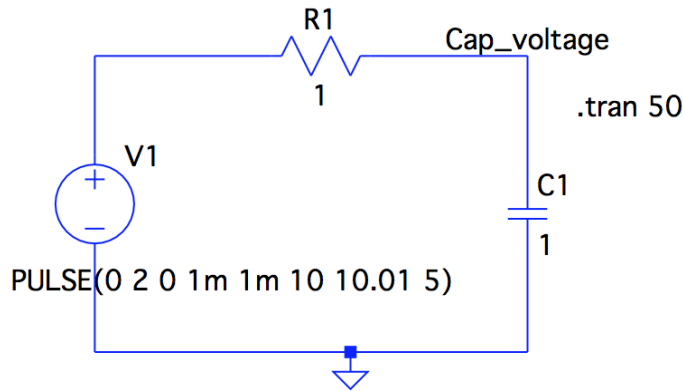 R1
Cap_voltage
1
.tran 50
V1
C1
1
PULSE(0 2 0 1m 1m 10 10.01 5)